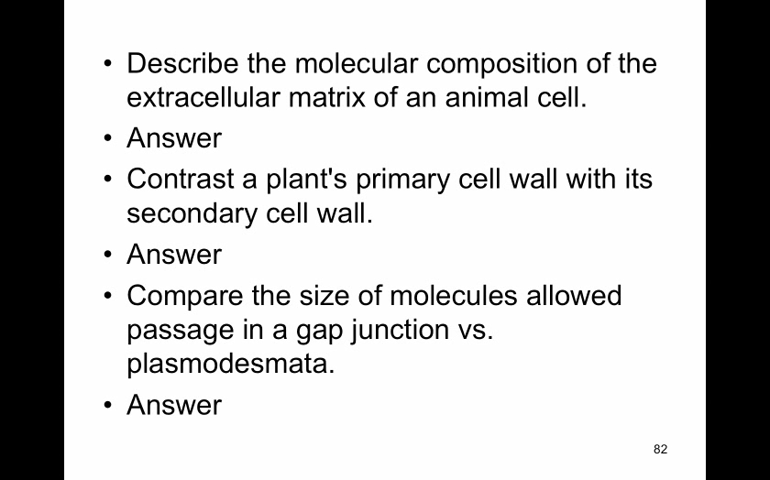 • Describe the molecular composition of the
extracellular matrix of an animal cell.
• Answer
• Contrast a plant's primary cell wall with its
secondary cell wall.
• Answer
• Compare the size of molecules allowed
passage in a gap junction vs.
plasmodesmata.
• Answer
82